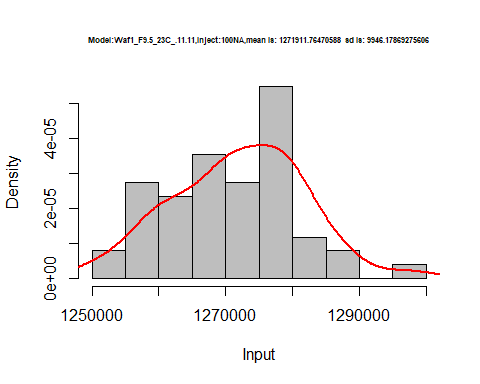 Model:Waf1_F9.5_23C_.11.11,Inject:100NA,mean is: 1271911.76470588 sd is: 9946.17869275606
Density
4e-05
2e-05
0e+00
1250000 1270000 1290000
Input